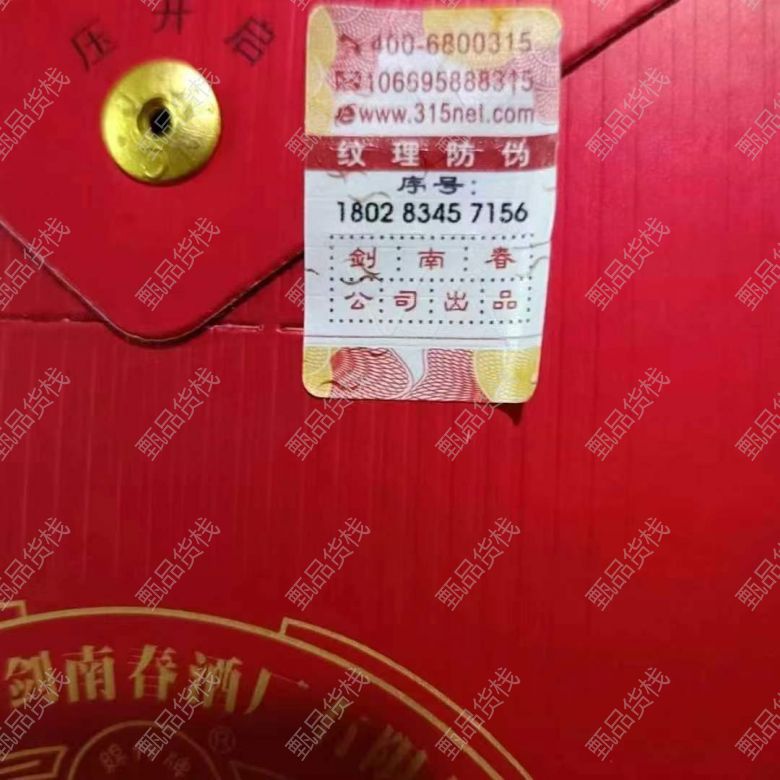 压开启
400-6800315
106695888315
www.315net.com
纹理防伪
序号:
1802 8345 7156
剑南春
公司出品
剑南春酒厂
甄品货栈